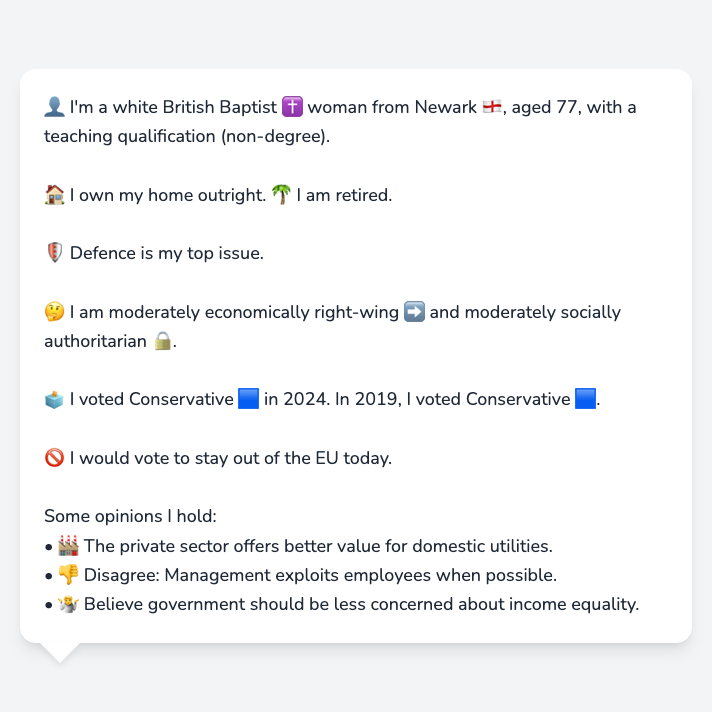 👤 I'm a white British Baptist ✝️ woman from Newark 🏴󠁧󠁢󠁥󠁮󠁧󠁿, aged 77, with a
teaching qualification (non-degree).
🏠 I own my home outright. 🌴 I am retired.
🛡️ Defence is my top issue.
🤔 I am moderately economically right-wing ➡️ and moderately socially
authoritarian 🔒.
🗳️ I voted Conservative 🟦 in 2024. In 2019, I voted Conservative 🟦.
🚫 I would vote to stay out of the EU today.
Some opinions I hold:
• 🏭 The private sector offers better value for domestic utilities.
• 👎 Disagree: Management exploits employees when possible.
• 🤷 Believe government should be less concerned about income equality.